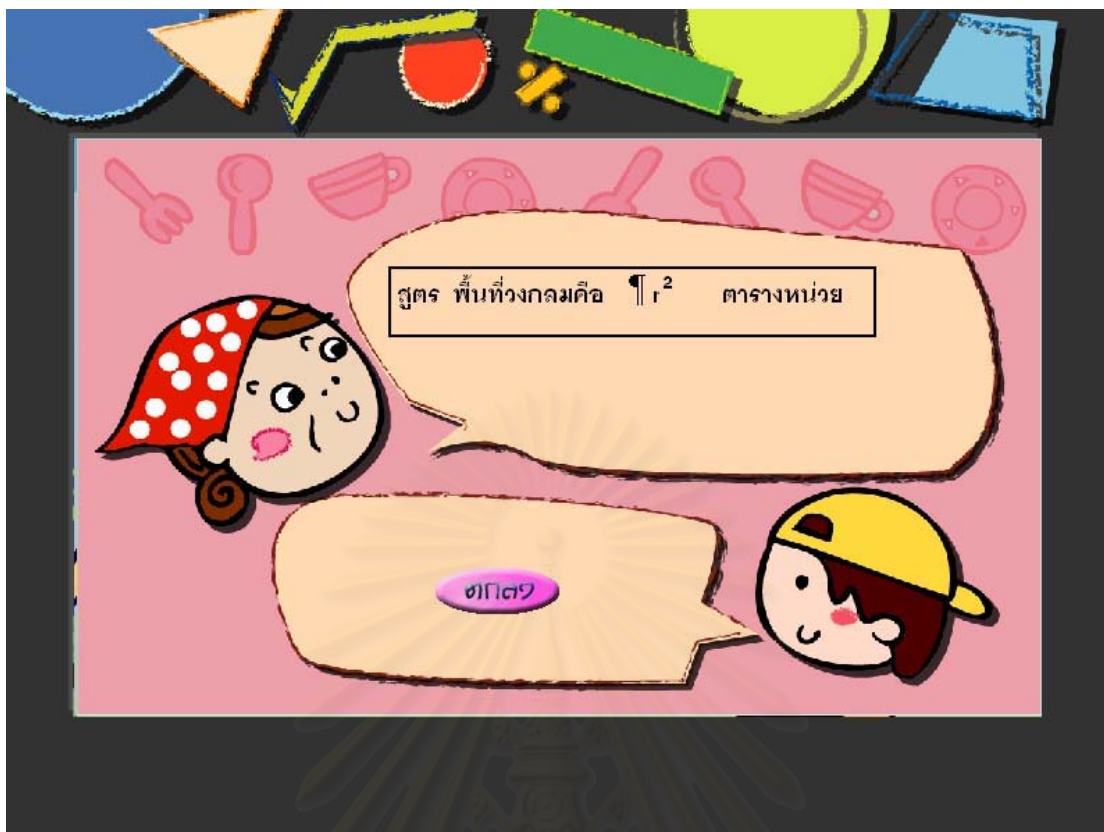 สูตร พื้นที่วงกลมคือ ¶ r² ตารางหน่วย
ตกลง